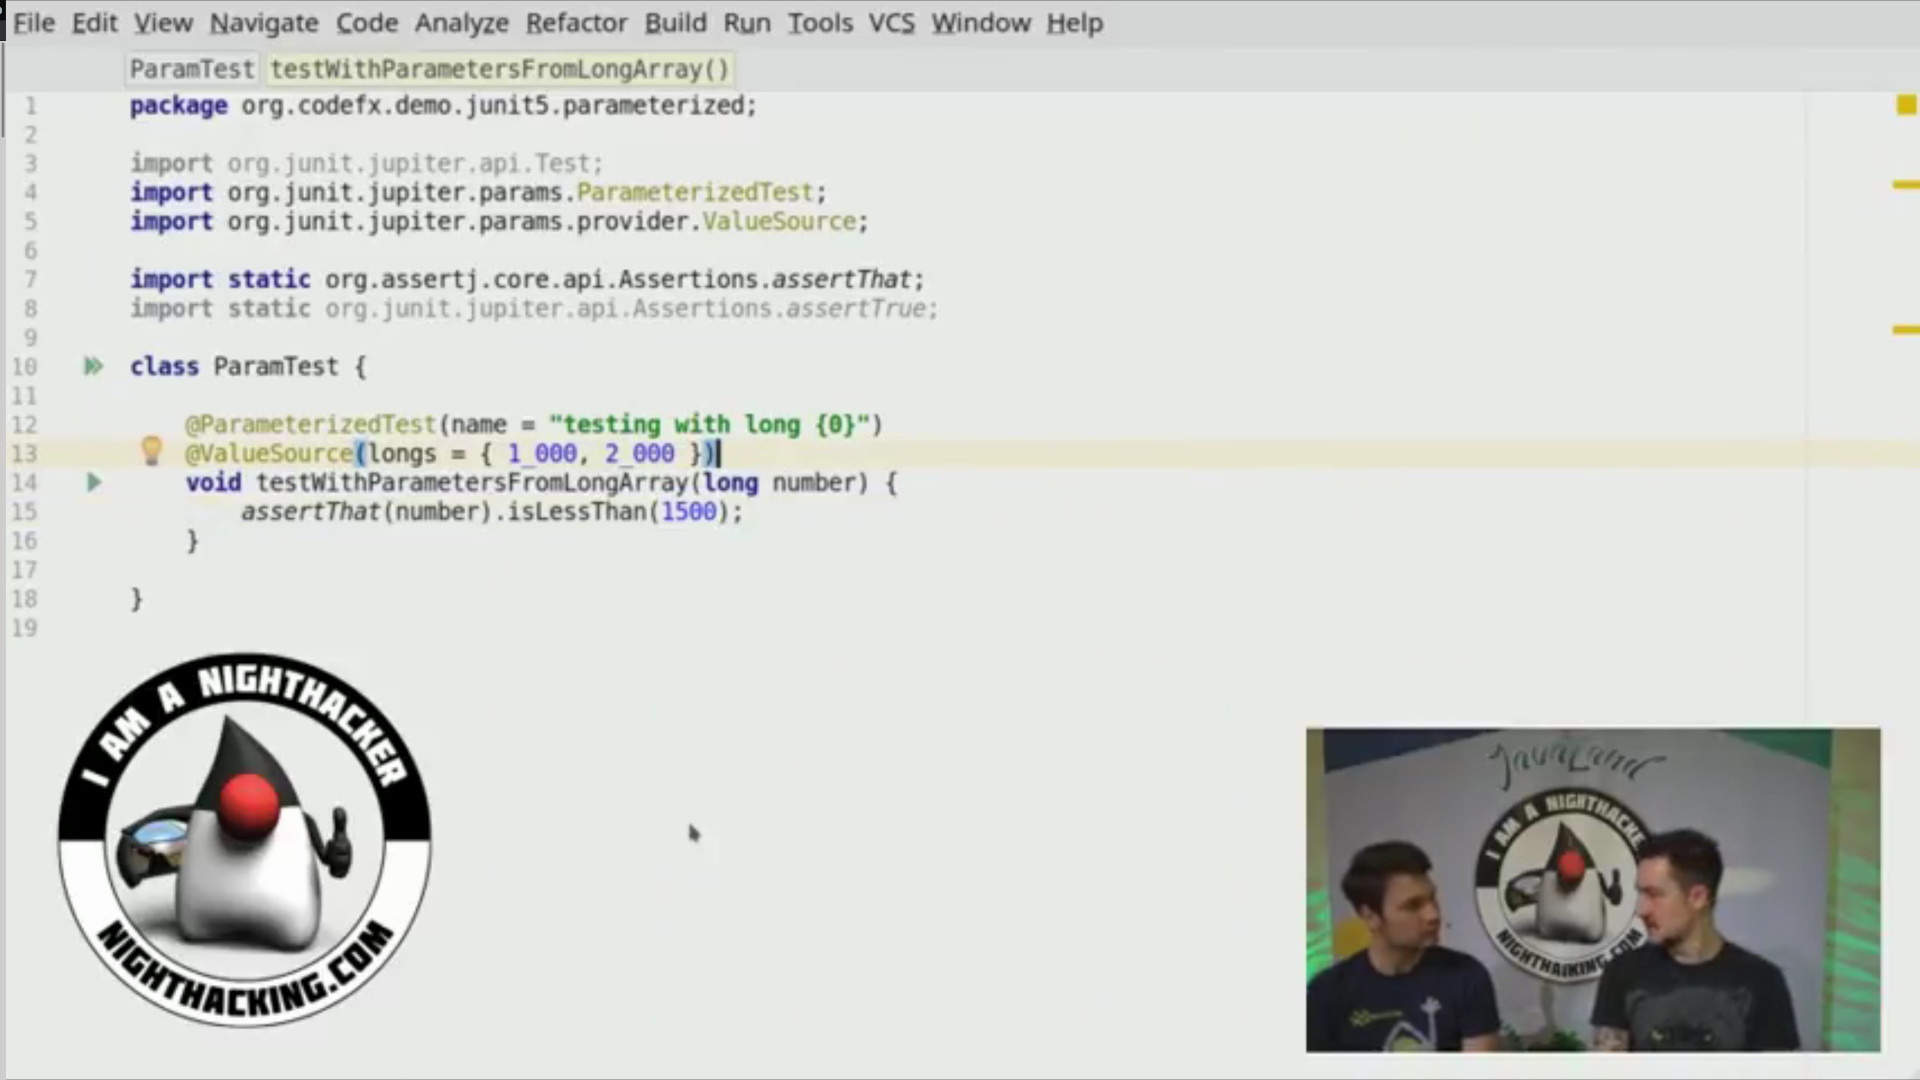 File Edit View Navigate Code Analyze Refactor Build Run Tools VCS Window Help
ParamTest testWithParametersFromLongArray()
1 package org.codefx.demo.junit5.parameterized;
2
3 import org.junit.jupiter.api.Test;
4 import org.junit.jupiter.params.ParameterizedTest;
5 import org.junit.jupiter.params.provider.ValueSource;
6
7 import static org.assertj.core.api.Assertions.assertThat;
8 import static org.junit.jupiter.api.Assertions.assertTrue;
9
10 class ParamTest {
11
12 @ParameterizedTest(name = "testing with long {0}")
13 @ValueSource(longs = { 1_000, 2_000 })
14 void testWithParametersFromLongArray(long number) {
15 assertThat(number).isLessThan(1500);
16 }
17
18 }
19
I AM A NIGHTHACKER
NIGHTHACKING.COM
JavaLand
I AM A NIGHTHACKE
NIGHTHACKING.COM